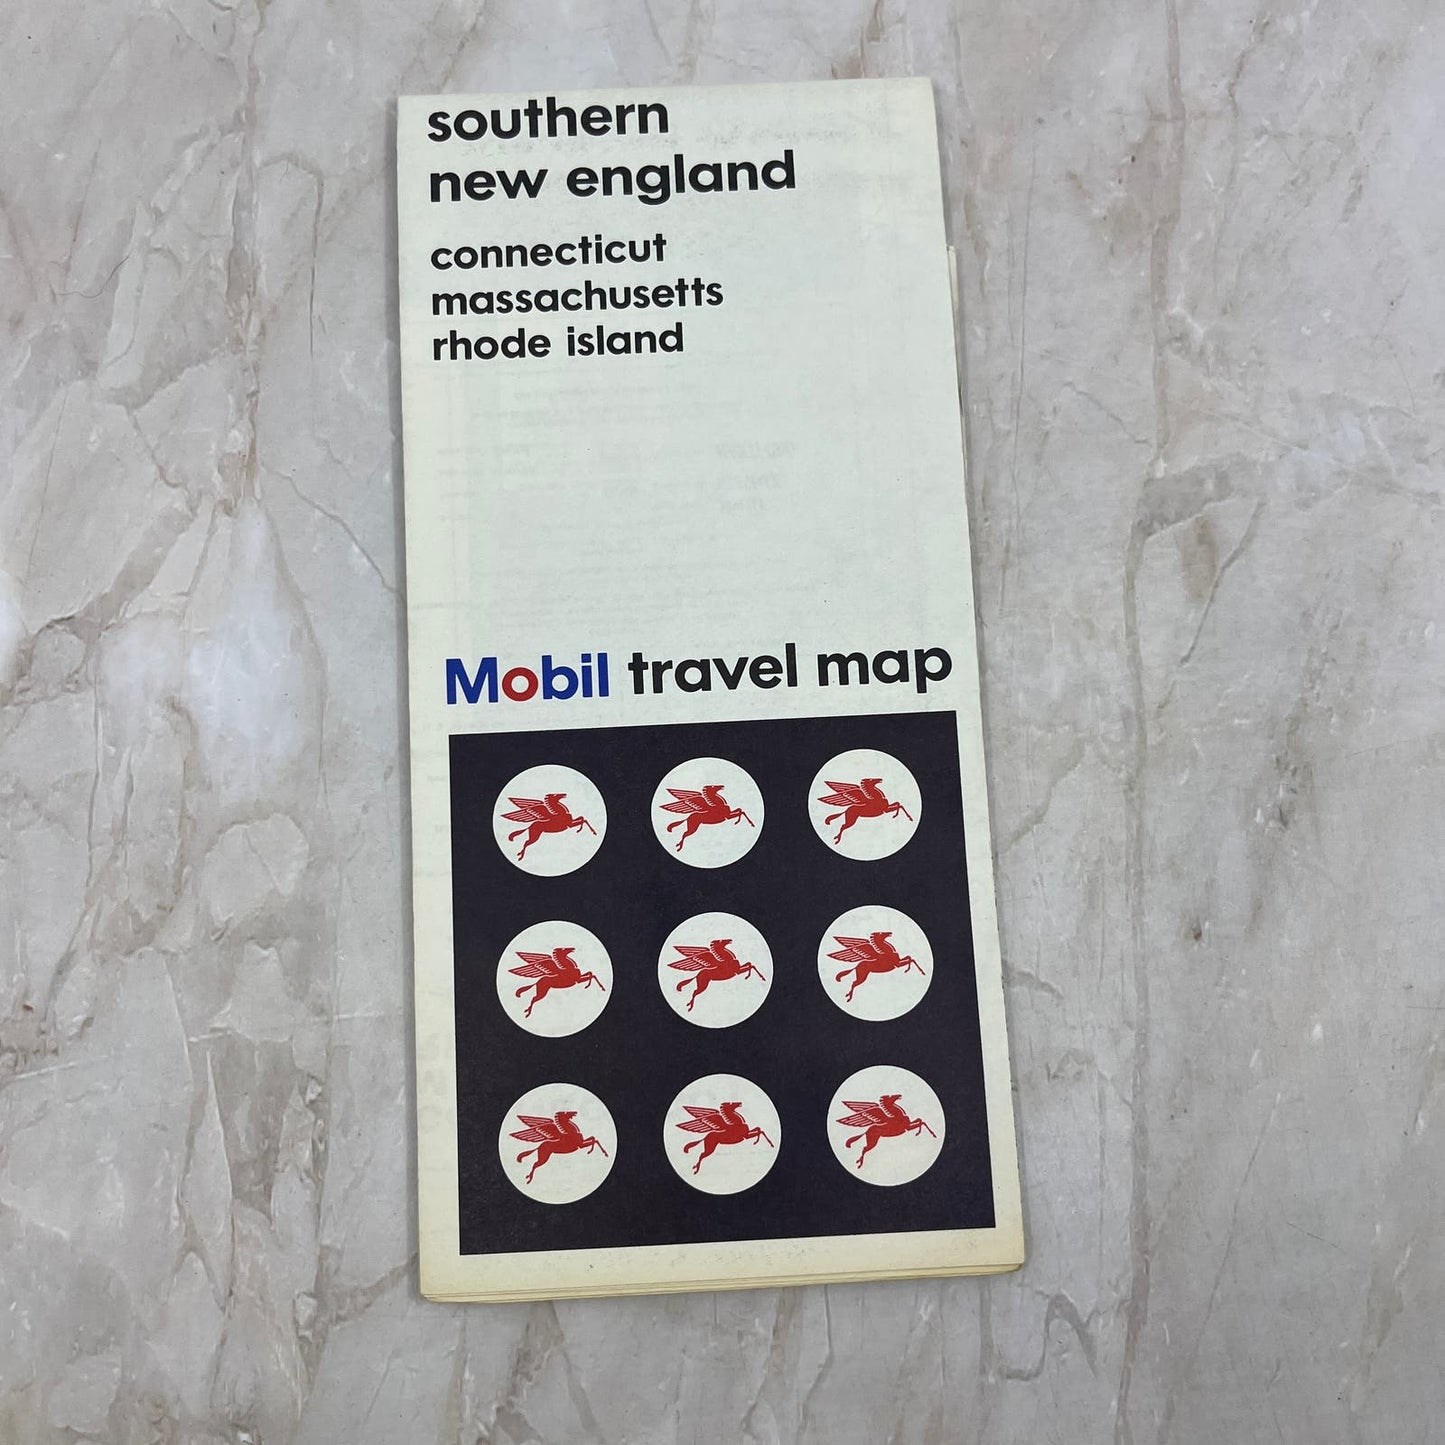 southern
new england
connecticut
massachusetts
rhode island
Mobil travel map